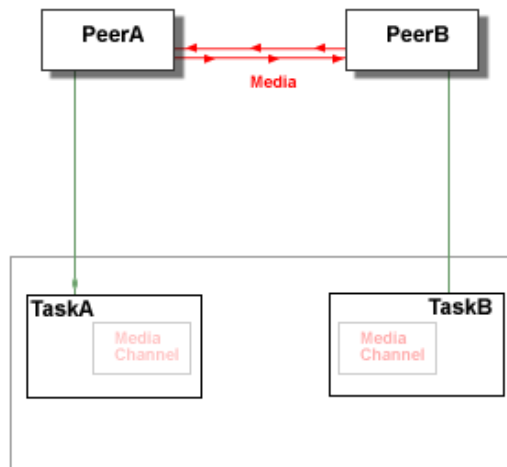 PeerA
PeerB
Media
TaskA
TaskB
Media
Channel
Media
Channel